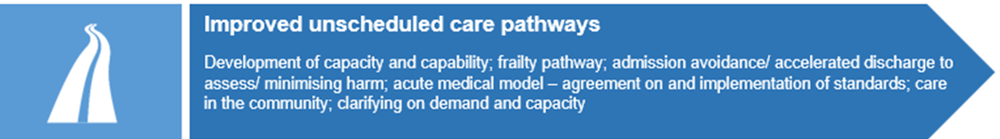 Improved unscheduled care pathways
Development of capacity and capability; frailty pathway; admission avoidance/ accelerated discharge to
assess/ minimising harm; acute medical model – agreement on and implementation of standards; care
in the community; clarifying on demand and capacity